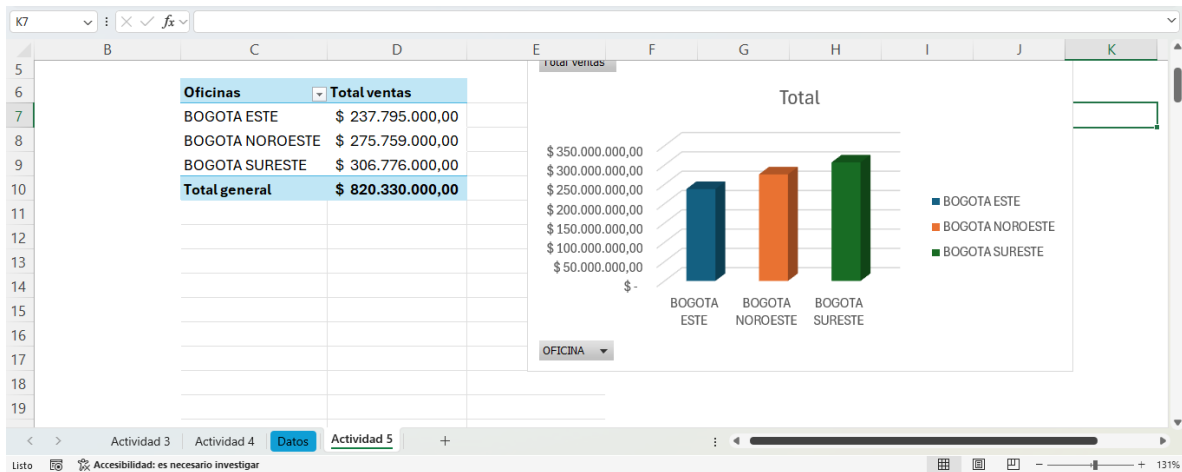 K7
fx
B C D E F G H I J K
5 Total ventas
6 Oficinas Total ventas
7 BOGOTA ESTE $ 237.795.000,00
8 BOGOTA NOROESTE $ 275.759.000,00
9 BOGOTA SURESTE $ 306.776.000,00
10 Total general $ 820.330.000,00
11
12
13
14
15
16
17
18
19
Total
$ 350.000.000,00
$ 300.000.000,00
$ 250.000.000,00
$ 200.000.000,00
$ 150.000.000,00
$ 100.000.000,00
$ 50.000.000,00
$ -
BOGOTA ESTE
BOGOTA NOROESTE
BOGOTA SURESTE
BOGOTA BOGOTA BOGOTA
ESTE NOROESTE SURESTE
OFICINA
Actividad 3 Actividad 4 Datos Actividad 5
Listo Accesibilidad: es necesario investigar 131%